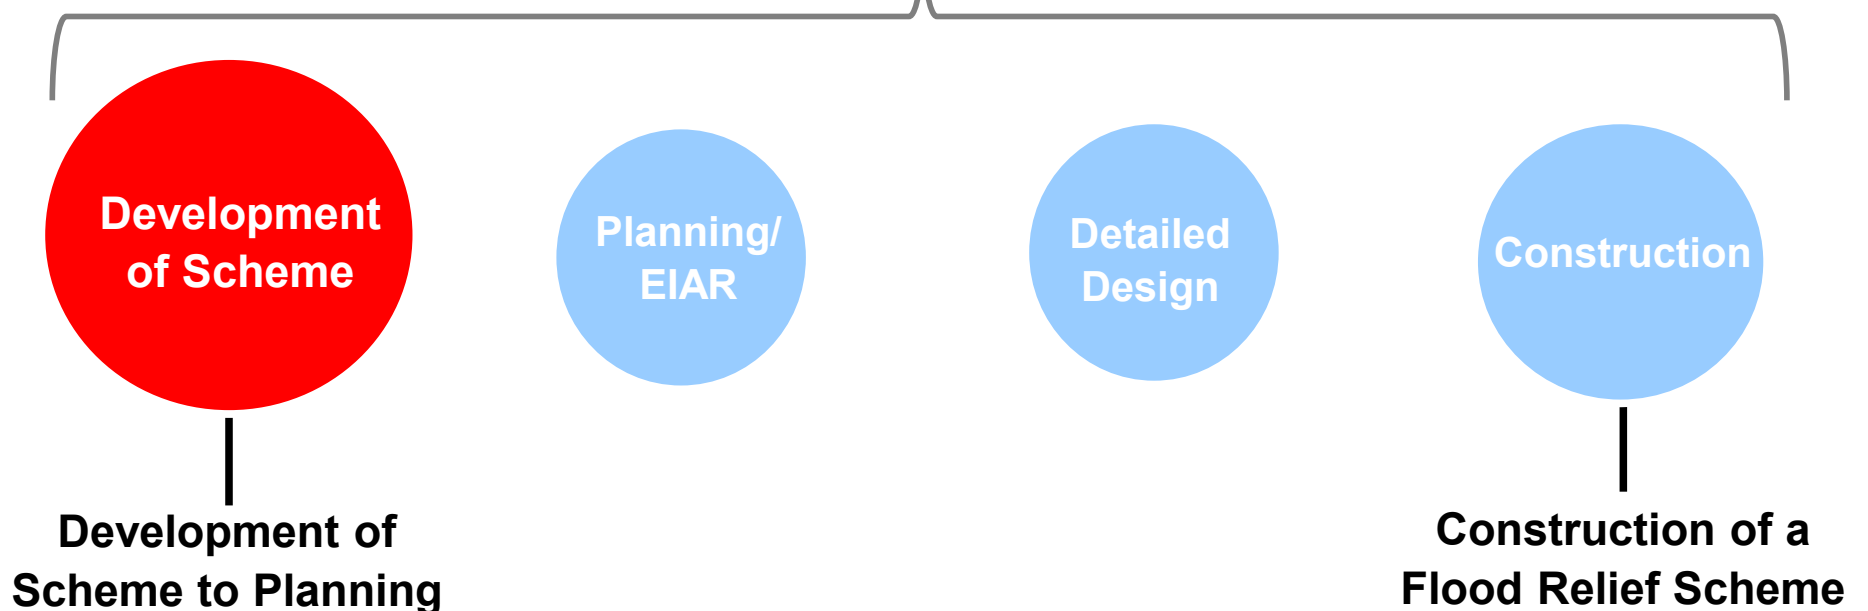 Development
of Scheme
Planning/
EIAR
Detailed
Design
Construction
Development of
Scheme to Planning
Construction of a
Flood Relief Scheme